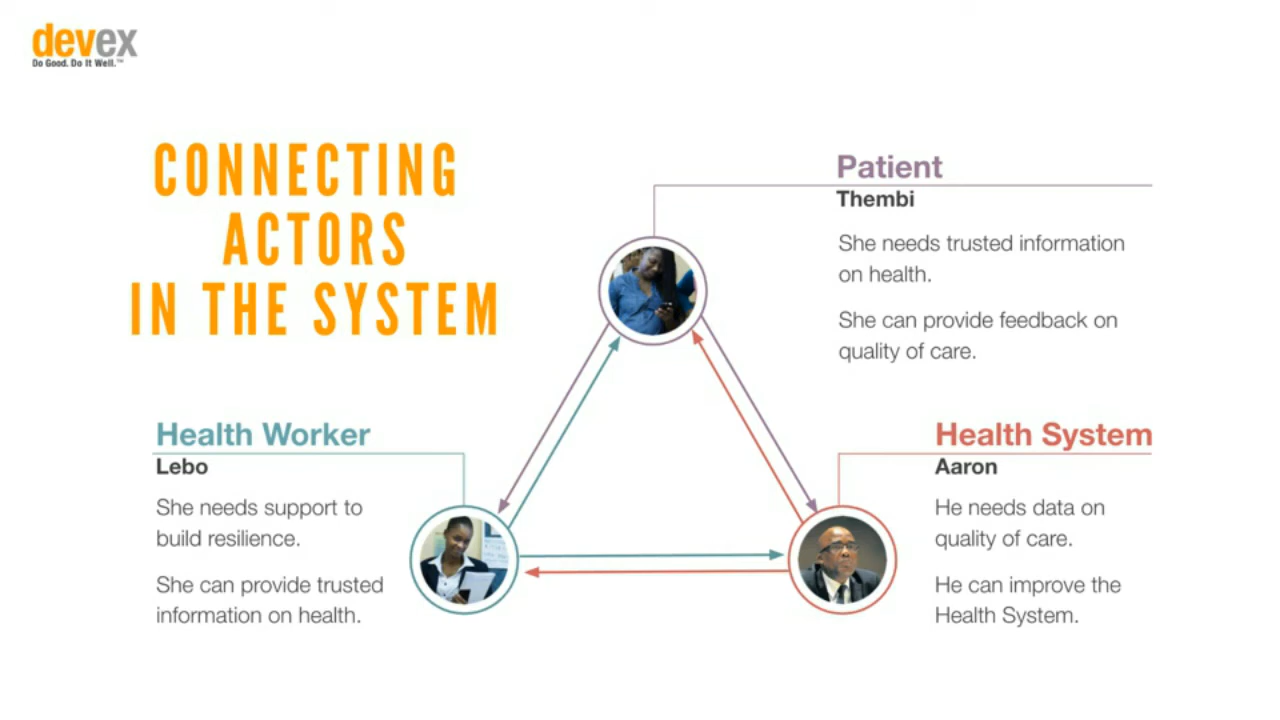 devex
Do Good. Do It Well.™
CONNECTING
ACTORS
IN THE SYSTEM
Patient
Thembi
She needs trusted information
on health.
She can provide feedback on
quality of care.
Health Worker
Lebo
She needs support to
build resilience.
She can provide trusted
information on health.
Health System
Aaron
He needs data on
quality of care.
He can improve the
Health System.